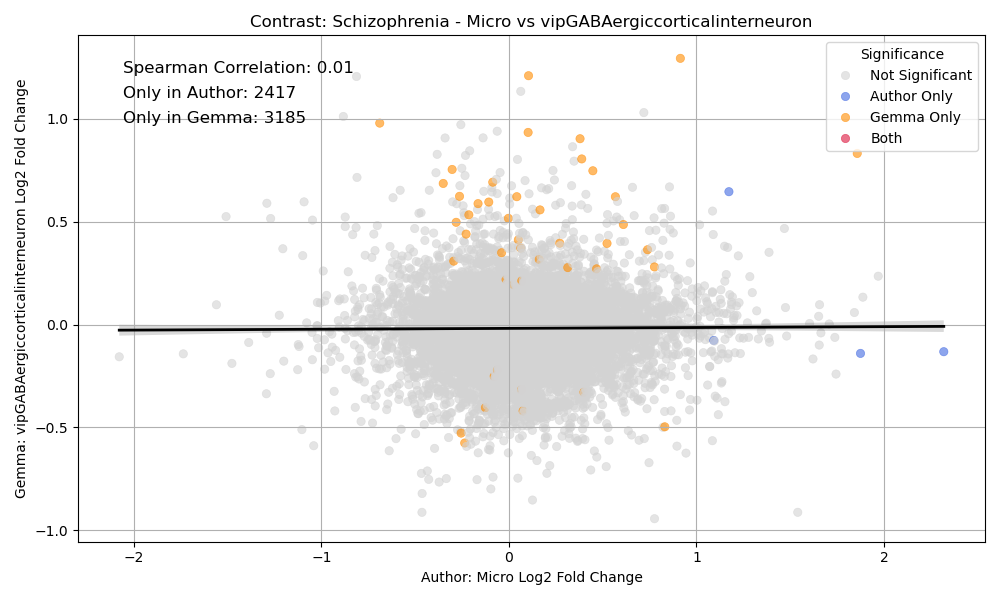 Contrast: Schizophrenia - Micro vs vipGABAergiccorticalinterneuron
Spearman Correlation: 0.01
Only in Author: 2417
Only in Gemma: 3185
Significance
Not Significant
Author Only
Gemma Only
Both
Gemma: vipGABAergiccorticalinterneuron Log2 Fold Change
1.0
0.5
0.0
−0.5
−1.0
−2
−1
0
1
2
Author: Micro Log2 Fold Change